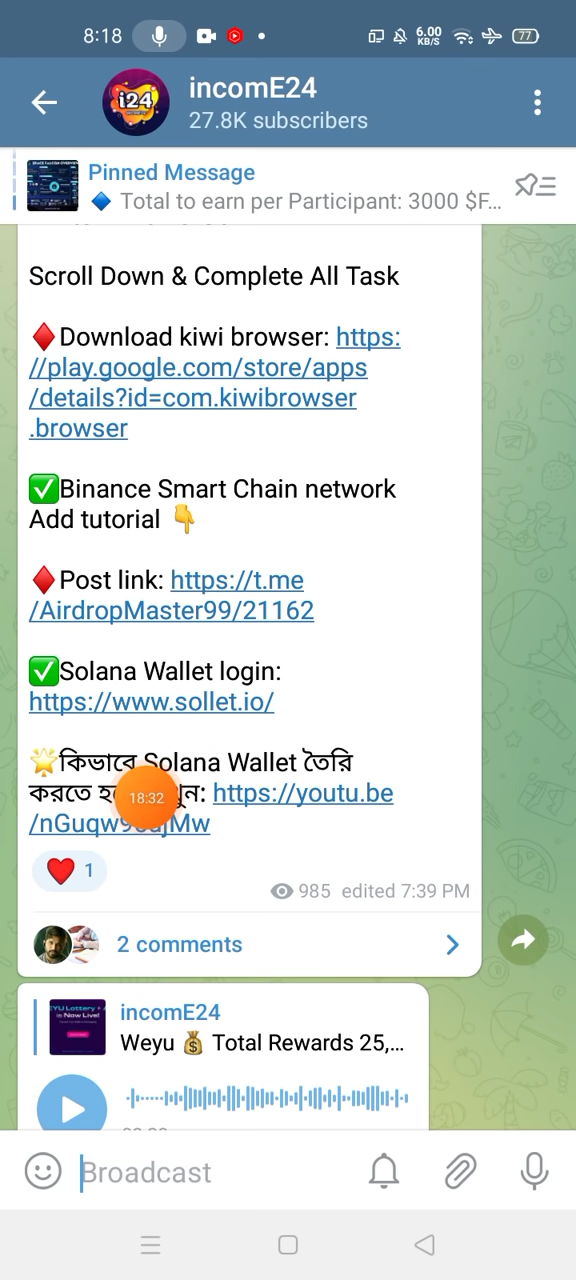 8:18
6.00
KB/S
77
i24
incomE24
27.8K subscribers
Pinned Message
🔷 Total to earn per Participant: 3000 $F...
Scroll Down & Complete All Task
♦️Download kiwi browser: https:
//play.google.com/store/apps
/details?id=com.kiwibrowser
.browser
✅Binance Smart Chain network
Add tutorial 👇
♦️Post link: https://t.me
/AirdropMaster99/21162
✅Solana Wallet login:
https://www.sollet.io/
🌟কিভাবে Solana Wallet তৈরি
করতে https://youtu.be
18:32
❤️ 1
985 edited 7:39 PM
2 comments
incomE24
Weyu 💰 Total Rewards 25,...
Broadcast